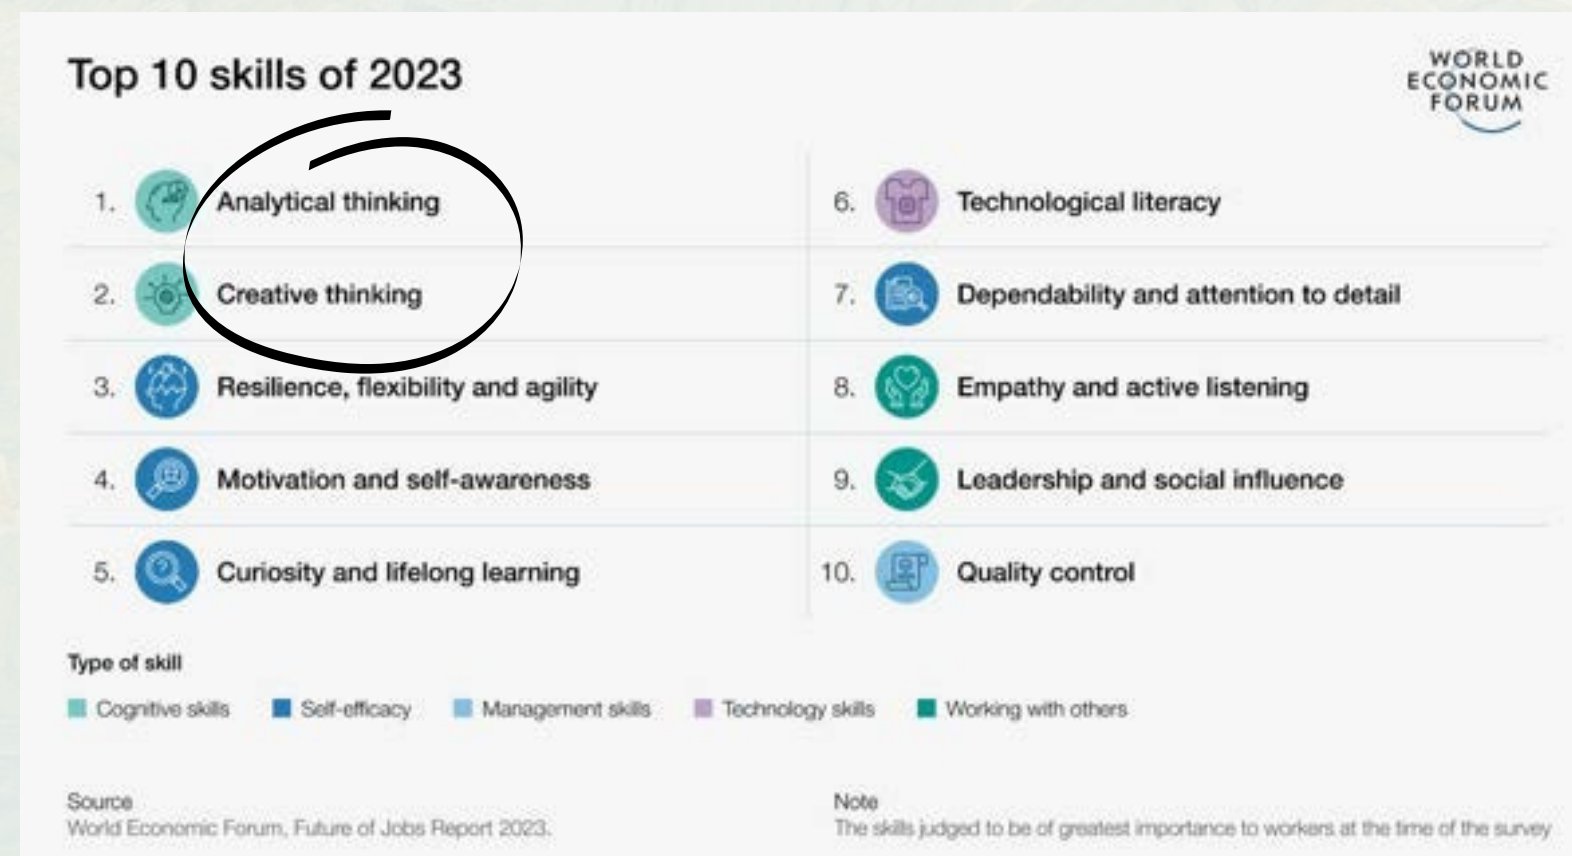 Top 10 skills of 2023
WORLD
ECONOMIC
FORUM
1. Analytical thinking
2. Creative thinking
3. Resilience, flexibility and agility
4. Motivation and self-awareness
5. Curiosity and lifelong learning
6. Technological literacy
7. Dependability and attention to detail
8. Empathy and active listening
9. Leadership and social influence
10. Quality control
Type of skill
Cognitive skills Self-efficacy Management skills Technology skills Working with others
Source
World Economic Forum, Future of Jobs Report 2023.
Note
The skills judged to be of greatest importance to workers at the time of the survey